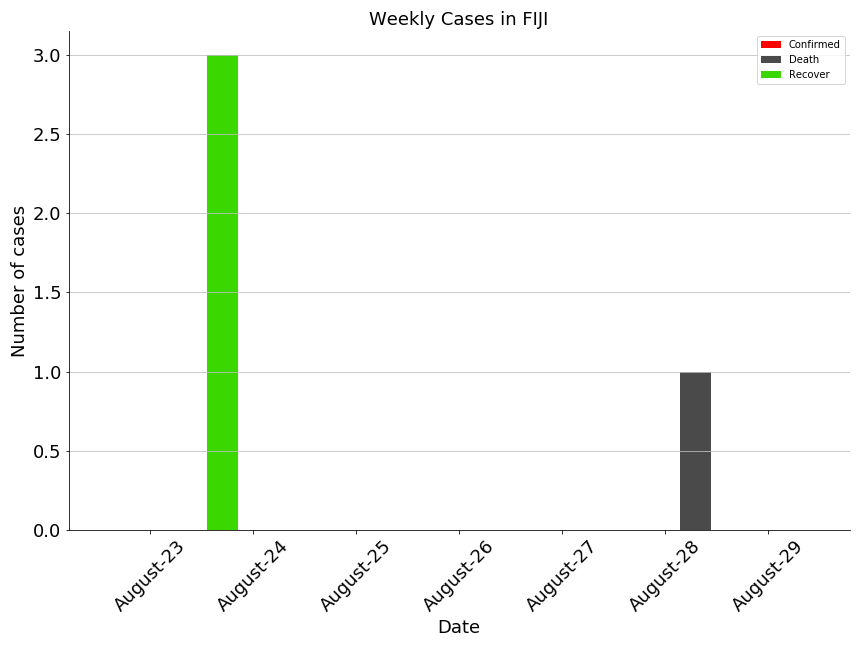 Weekly Cases in FIJI
Confirmed
Death
Recover
Number of cases
3.0
2.5
2.0
1.5
1.0
0.5
0.0
August-23
August-24
August-25
August-26
August-27
August-28
August-29
Date